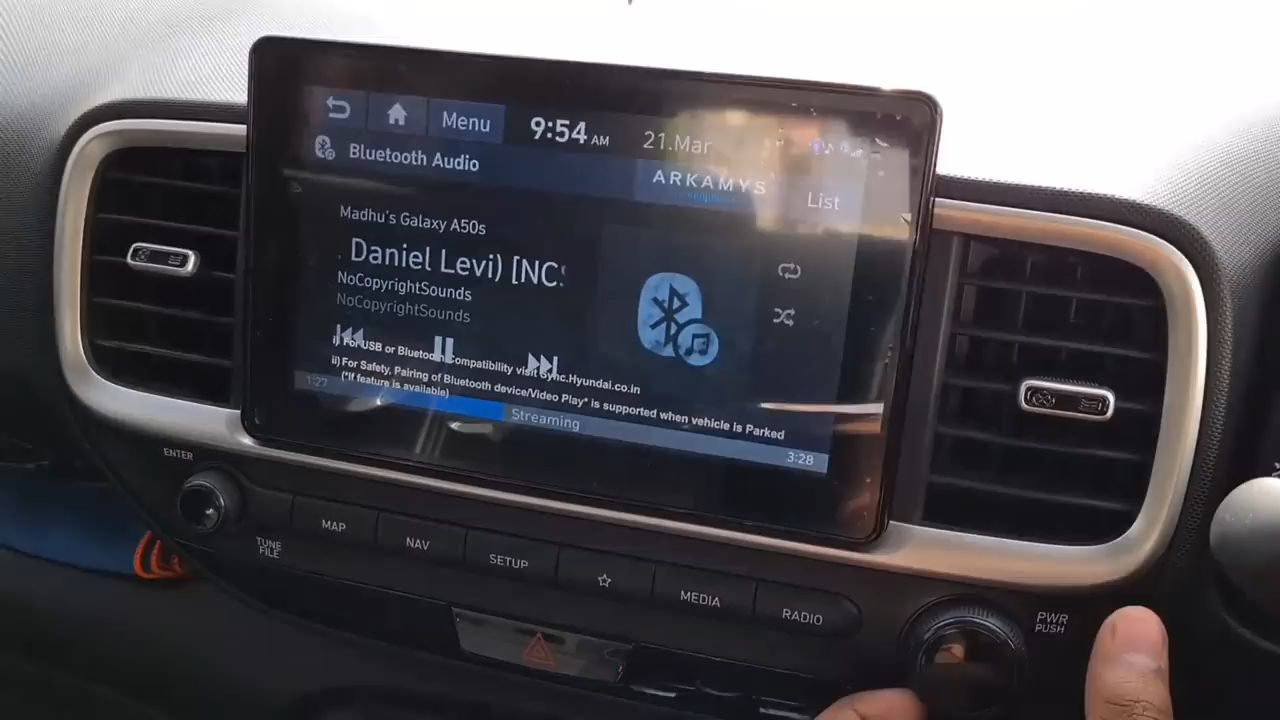 Menu
9:54 AM
21.Mar
Bluetooth Audio
ARKAMYS
List
Madhu's Galaxy A50s
. Daniel Levi) [NCS
NoCopyrightSounds
NoCopyrightSounds
i) For USB or Bluetooth Compatibility visit Sync.Hyundai.co.in
ii) For Safety, Pairing of Bluetooth device/Video Play* is supported when vehicle is Parked
(*If feature is available)
1:27
Streaming
3:28
ENTER
TUNE
FILE
MAP
NAV
SETUP
MEDIA
RADIO
PWR
PUSH